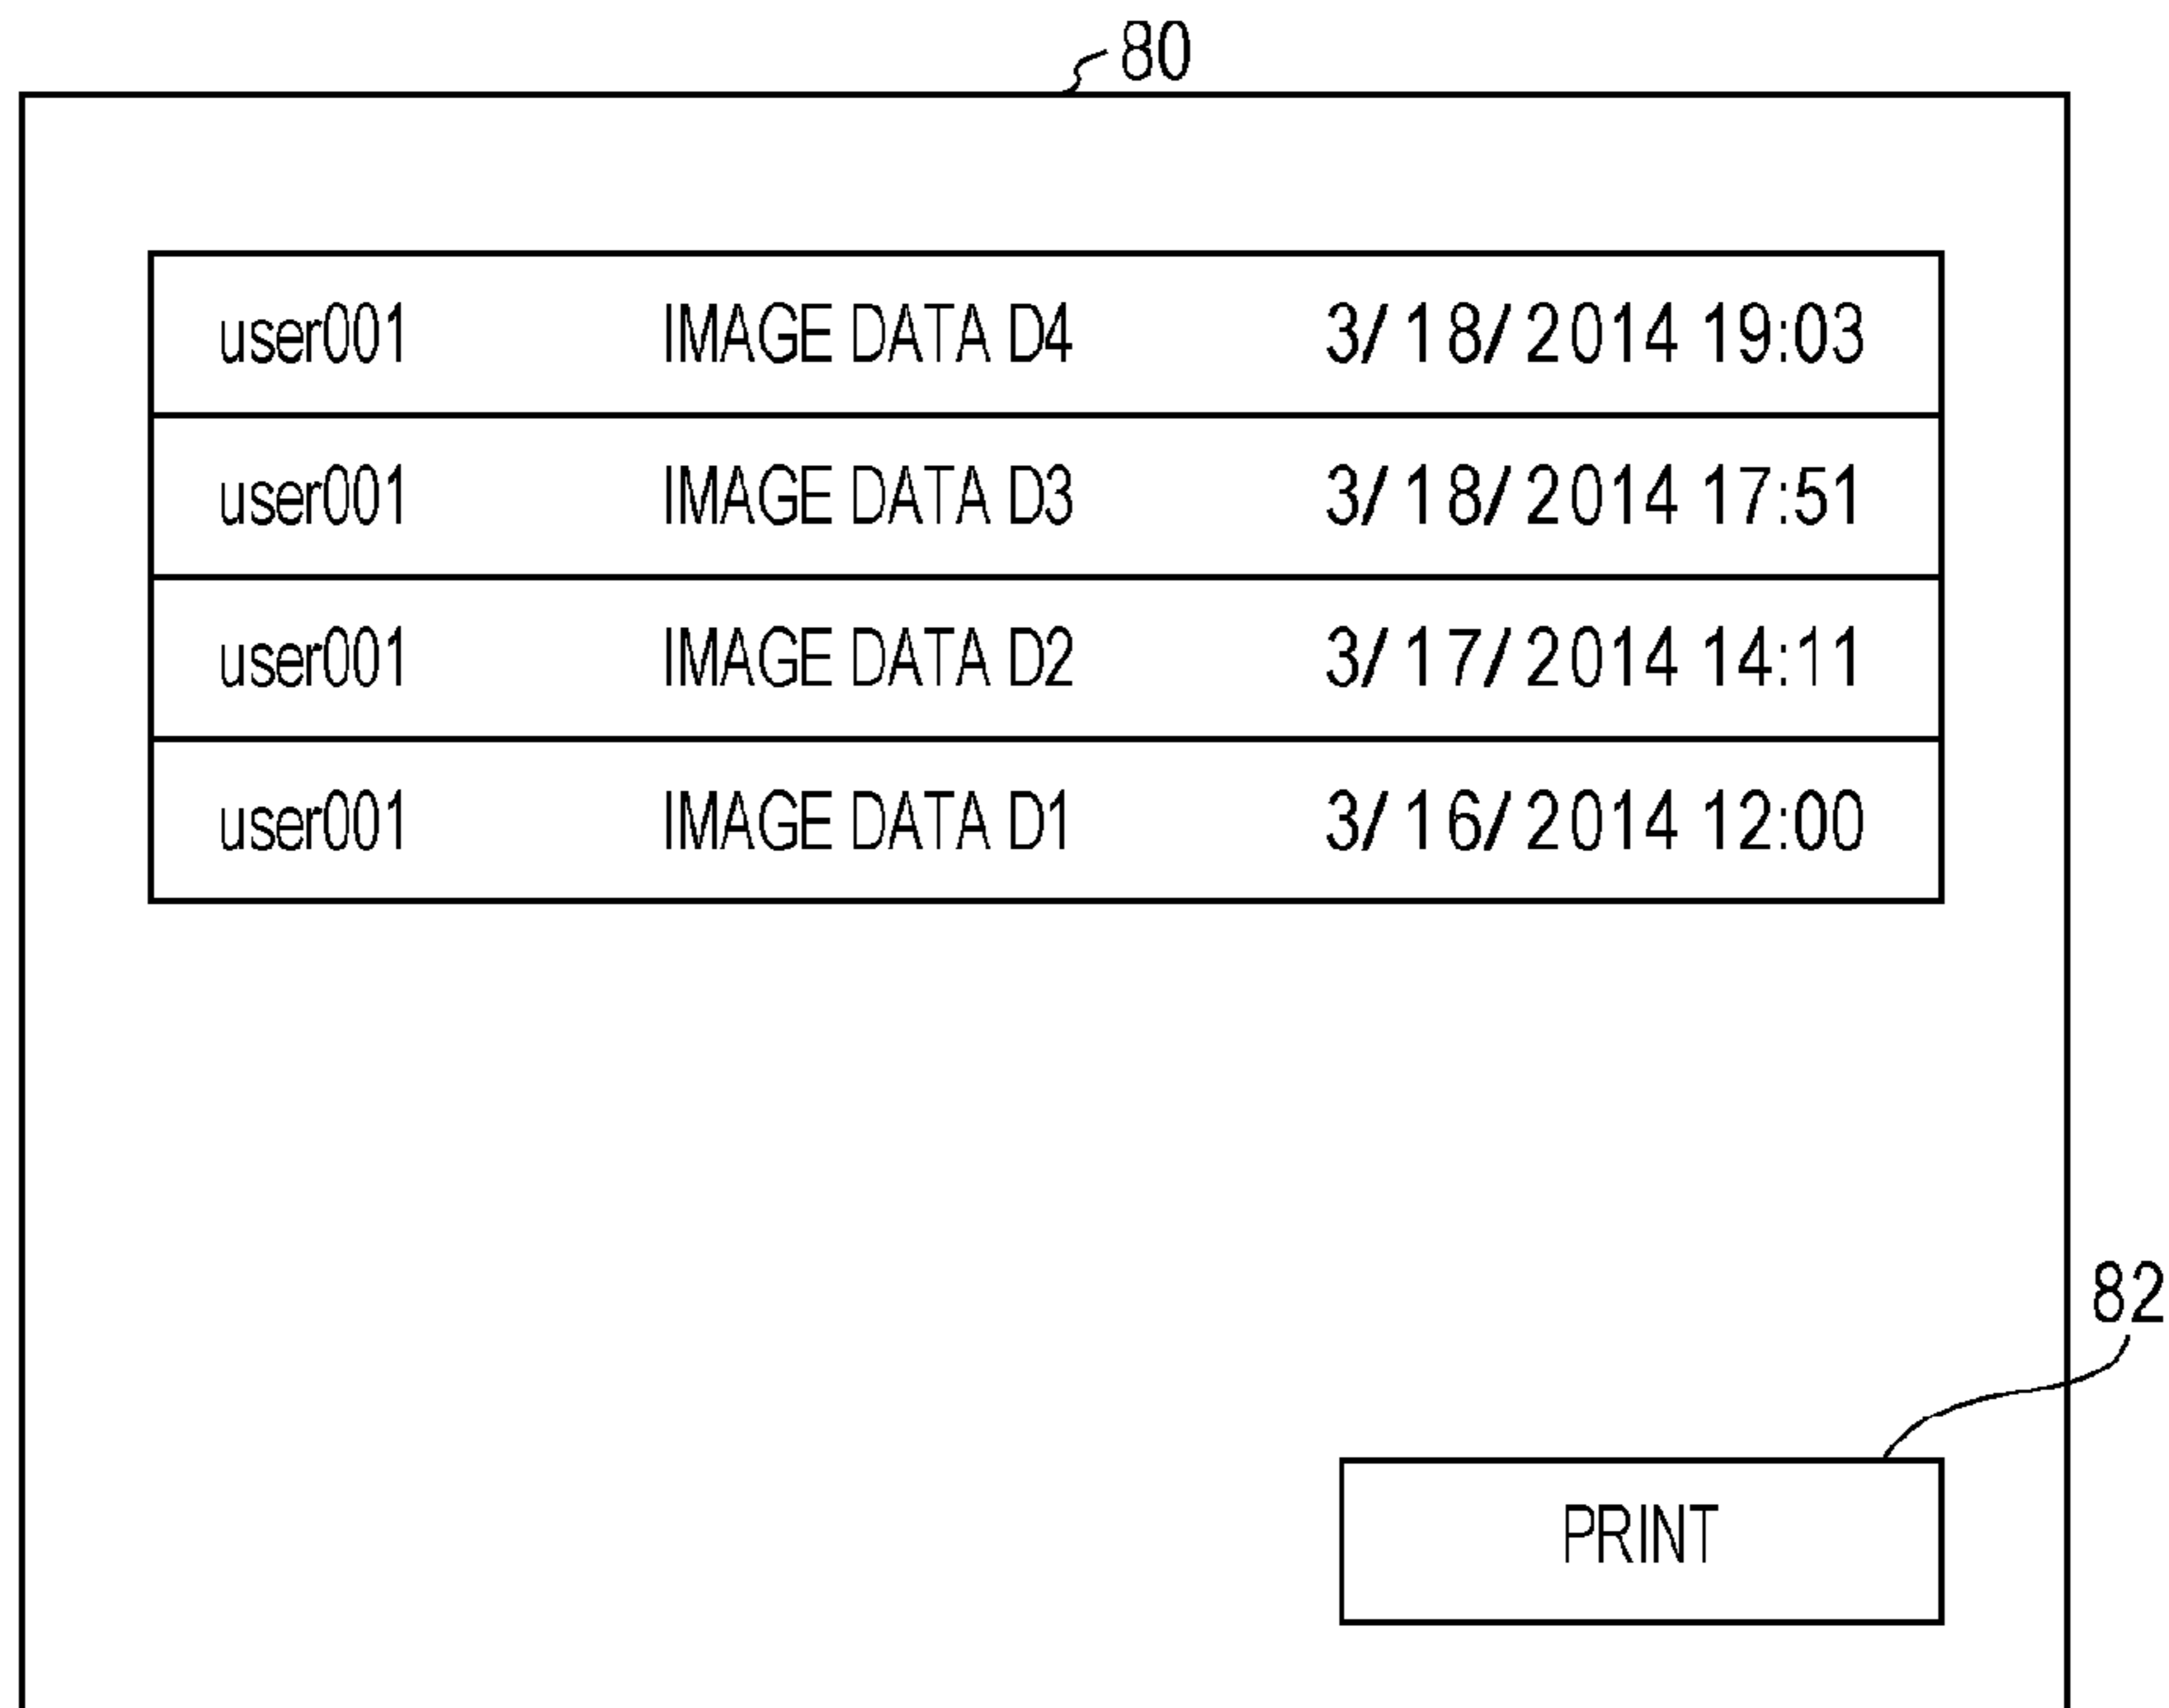 80
user001 IMAGE DATA D4 3/18/2014 19:03
user001 IMAGE DATA D3 3/18/2014 17:51
user001 IMAGE DATA D2 3/17/2014 14:11
user001 IMAGE DATA D1 3/16/2014 12:00
82
PRINT